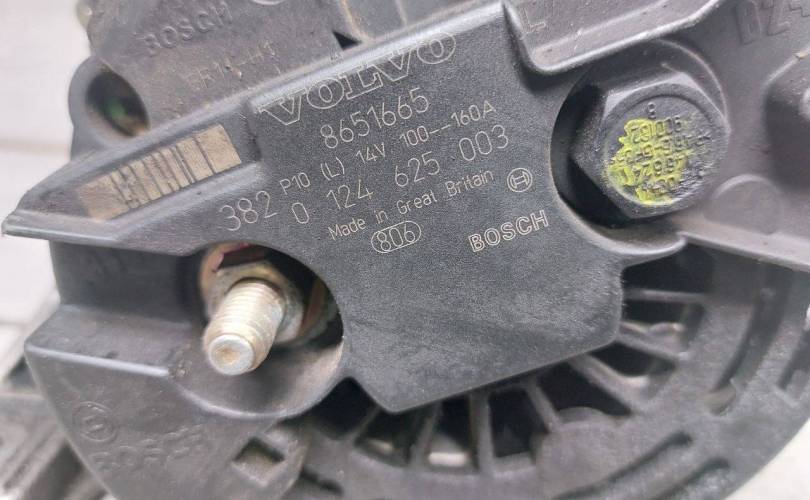 BOSCH
VOLVO
8651665
P10 (L) 14V 100--160A
382 0 124 625 003
Made in Great Britain
806
BOSCH
BOSCH